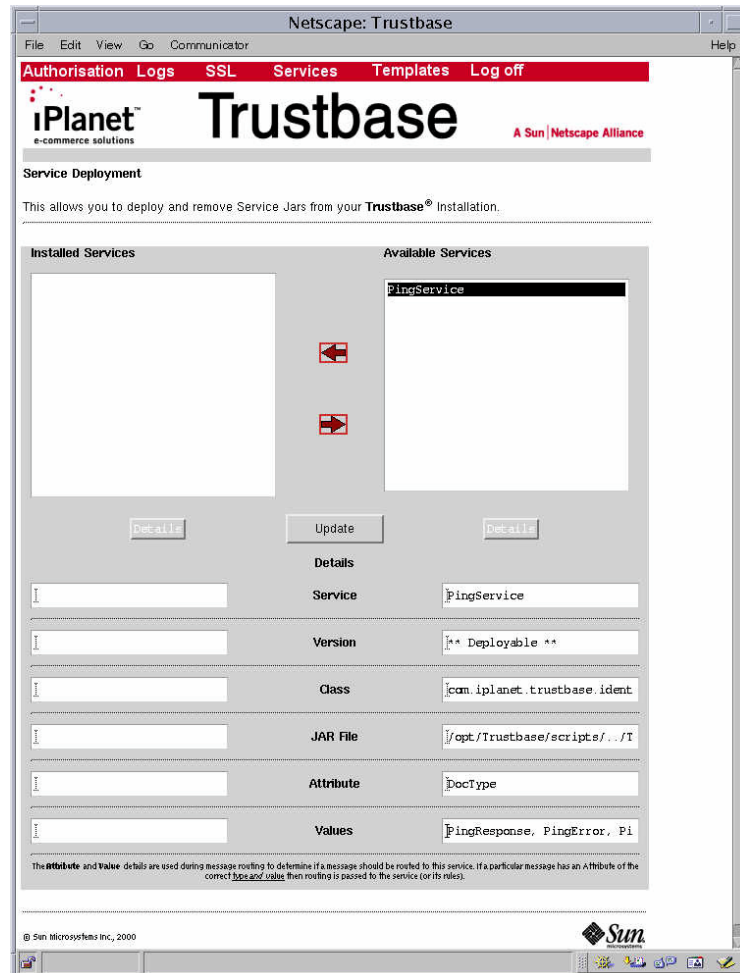 Netscape: Trustbase
File Edit View Go Communicator Help
Authorisation Logs SSL Services Templates Log off
iPlanet™
e-commerce solutions
Trustbase
A Sun | Netscape Alliance
Service Deployment
This allows you to deploy and remove Service Jars from your Trustbase® Installation.
Installed Services Available Services
PingService
Details Update Details
Details
Service PingService
Version ** Deployable **
Class com.iplanet.trustbase.ident
JAR File /opt/Trustbase/scripts/../T
Attribute DocType
Values PingResponse, PingError, Pi
The Attribute and Value details are used during message routing to determine if a message should be routed to this service. If a particular message has an Attribute of the
correct type and value then routing is passed to the service (or its rules).
© Sun Microsystems Inc., 2000
Sun
microsystems